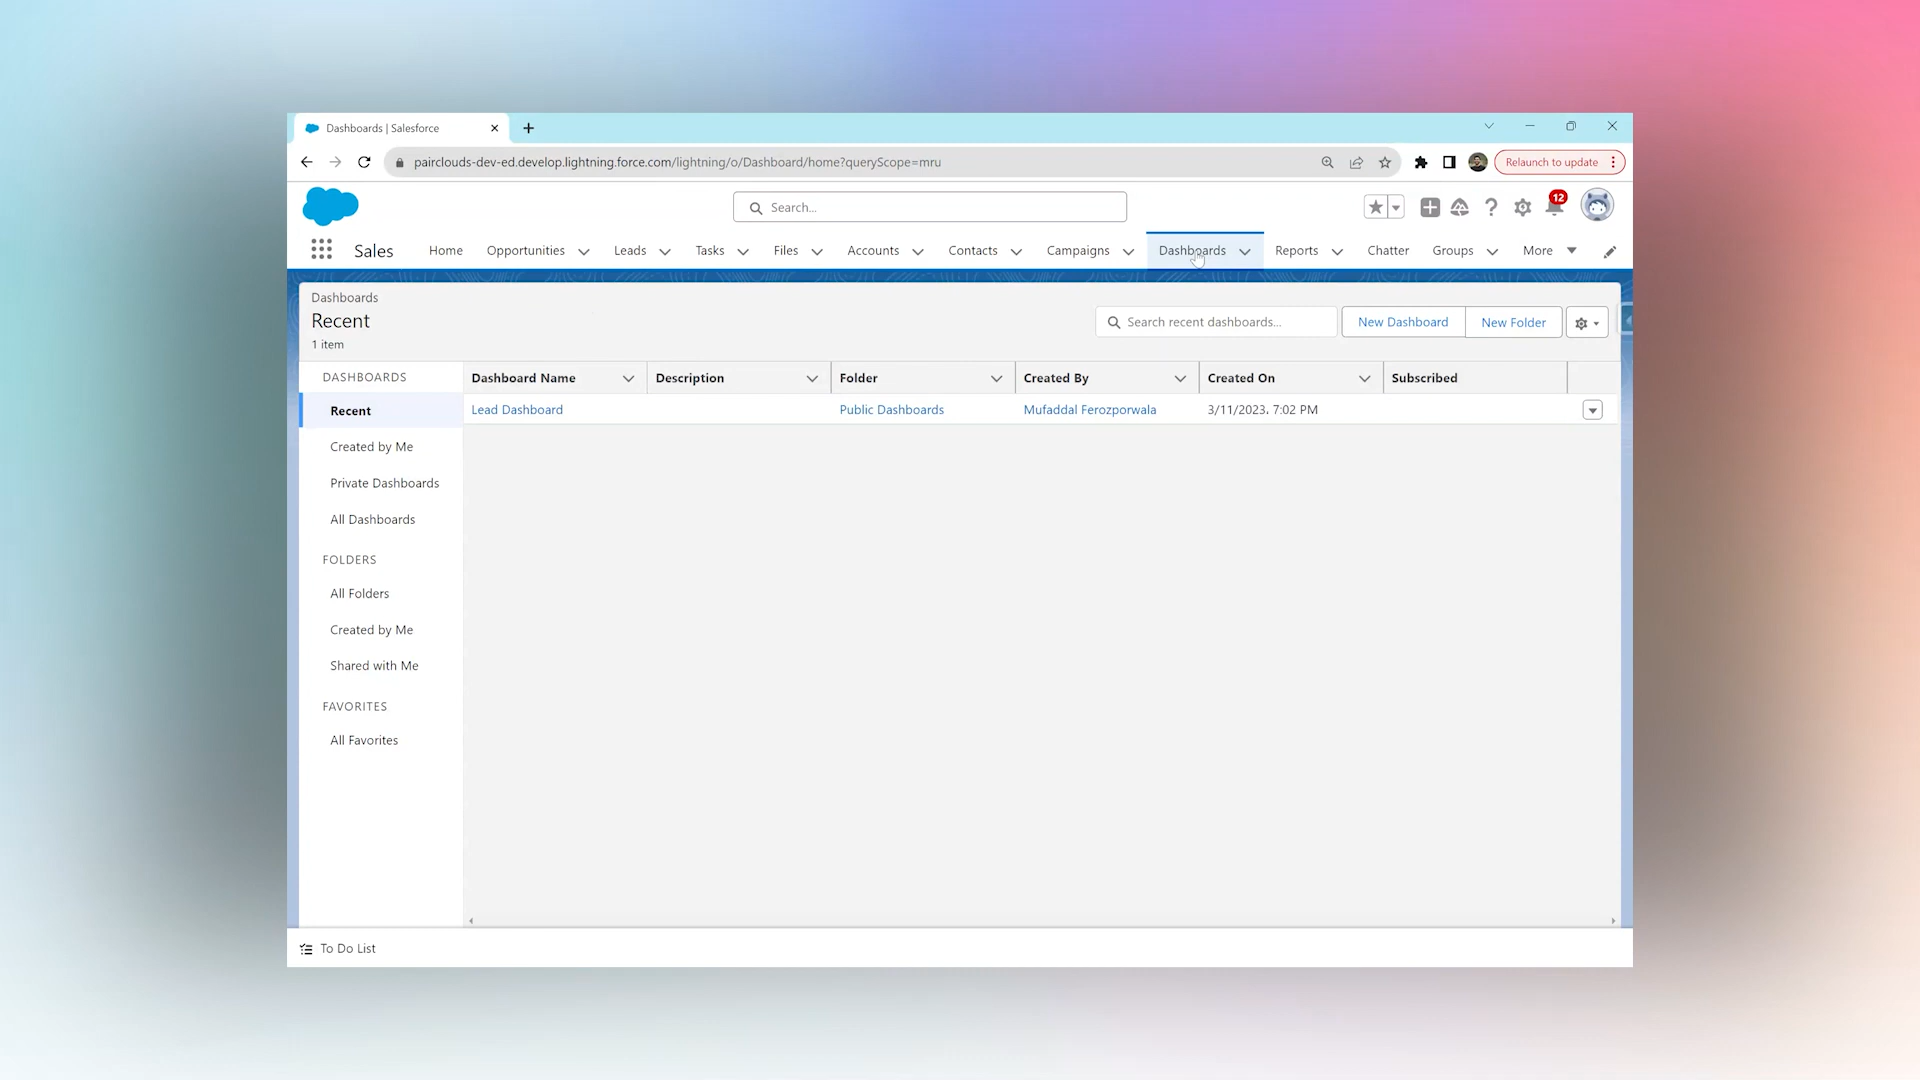 Dashboards | Salesforce
pairclouds-dev-ed.develop.lightning.force.com/lightning/o/Dashboard/home?queryScope=mru
Relaunch to update
Search...
12
Sales Home Opportunities Leads Tasks Files Accounts Contacts Campaigns Dashboards Reports Chatter Groups More
Dashboards
Recent
1 item
Search recent dashboards...
New Dashboard
New Folder
DASHBOARDS
Recent
Created by Me
Private Dashboards
All Dashboards
FOLDERS
All Folders
Created by Me
Shared with Me
FAVORITES
All Favorites
Dashboard Name Description Folder Created By Created On Subscribed
Lead Dashboard Public Dashboards Mufaddal Ferozporwala 3/11/2023, 7:02 PM
To Do List